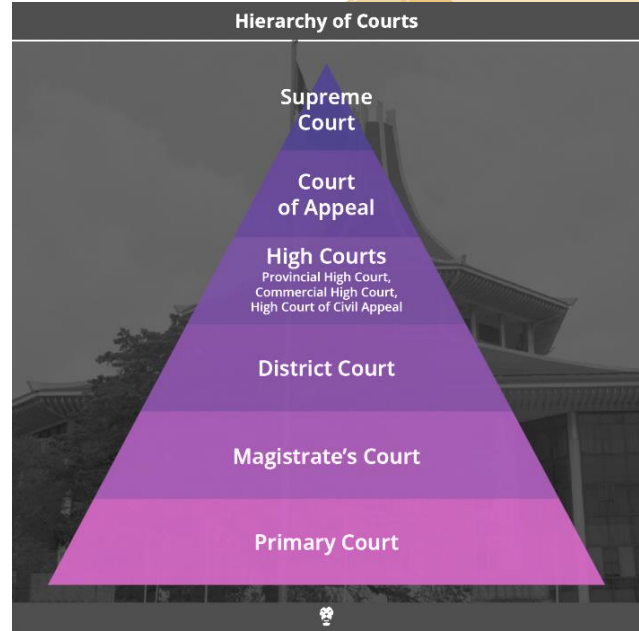 Hierarchy of Courts
Supreme
Court
Court
of Appeal
High Courts
Provincial High Court,
Commercial High Court,
High Court of Civil Appeal
District Court
Magistrate's Court
Primary Court